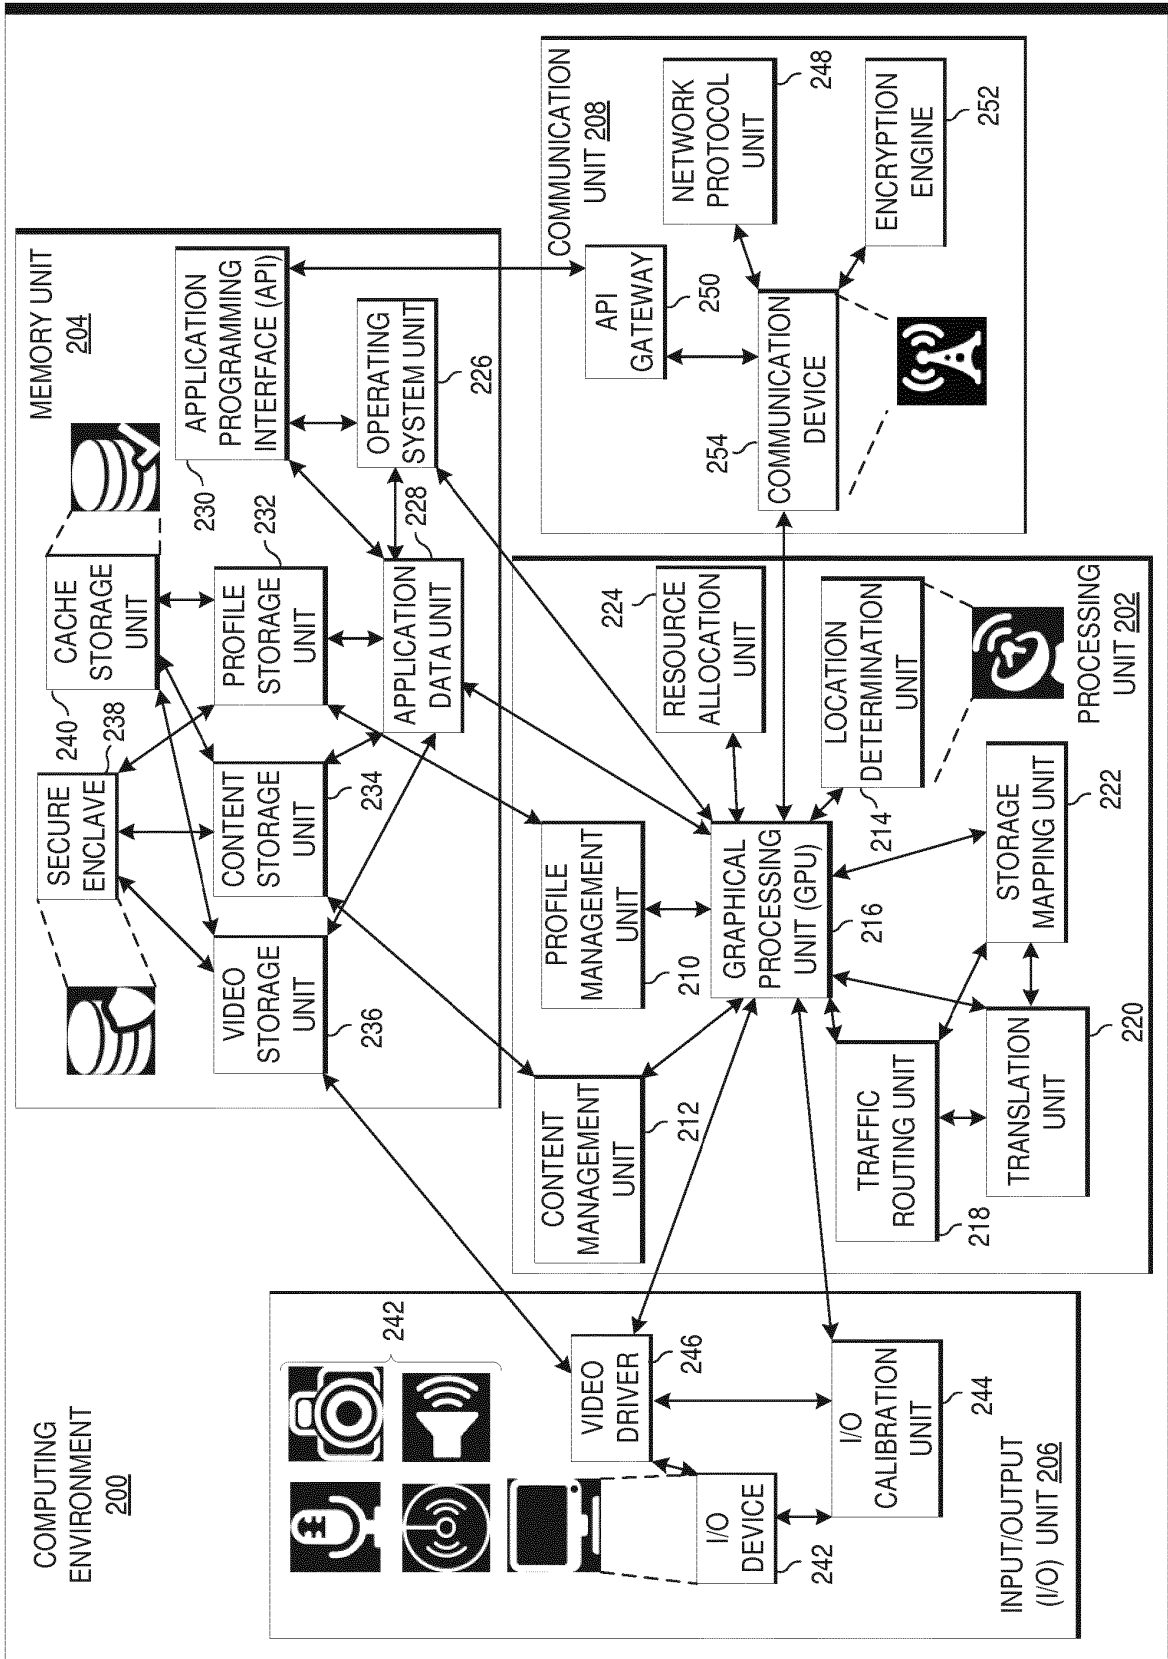 COMPUTING
ENVIRONMENT
200
MEMORY UNIT
204
SECURE
ENCLAVE
238
CACHE
STORAGE
UNIT
240
VIDEO
STORAGE
UNIT
236
CONTENT
STORAGE
UNIT
234
PROFILE
STORAGE
UNIT
232
APPLICATION
PROGRAMMING
INTERFACE (API)
230
APPLICATION
DATA UNIT
228
OPERATING
SYSTEM UNIT
226
242
VIDEO
DRIVER
246
I/O
DEVICE
242
I/O
CALIBRATION
UNIT
244
INPUT/OUTPUT
(I/O) UNIT 206
CONTENT
MANAGEMENT
UNIT
212
PROFILE
MANAGEMENT
UNIT
210
RESOURCE
ALLOCATION
UNIT
224
GRAPHICAL
PROCESSING
UNIT (GPU)
216
LOCATION
DETERMINATION
UNIT
214
TRAFFIC
ROUTING UNIT
218
TRANSLATION
UNIT
220
STORAGE
MAPPING UNIT
222
PROCESSING
UNIT 202
COMMUNICATION
UNIT 208
API
GATEWAY
250
NETWORK
PROTOCOL
UNIT
248
COMMUNICATION
DEVICE
254
ENCRYPTION
ENGINE
252